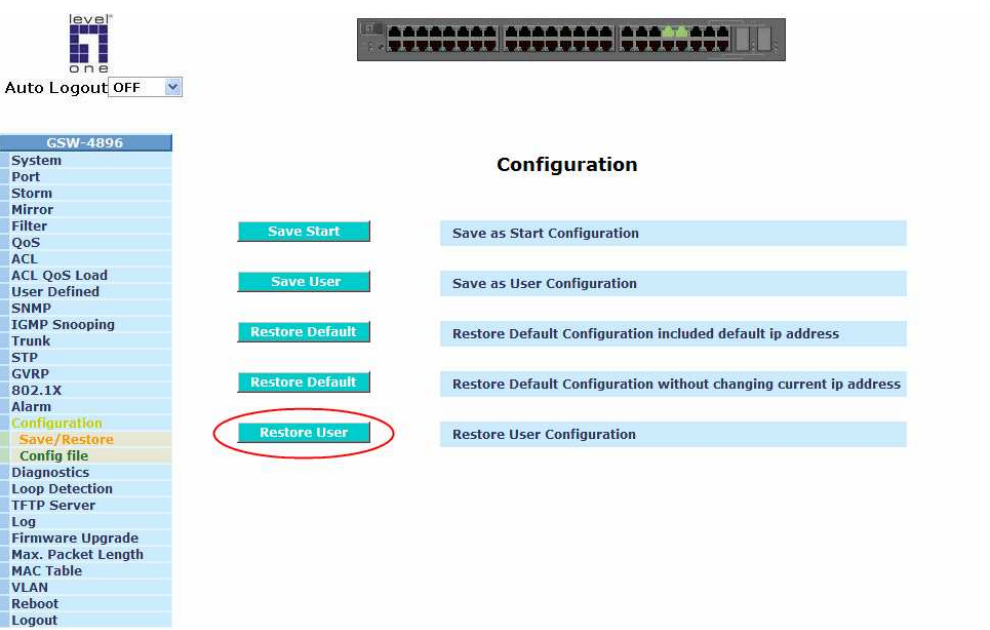 level
one
Auto Logout OFF
GSW-4896
System
Port
Storm
Mirror
Filter
QoS
ACL
ACL QoS Load
User Defined
SNMP
IGMP Snooping
Trunk
STP
GVRP
802.1X
Alarm
Configuration
Save/Restore
Config file
Diagnostics
Loop Detection
TFTP Server
Log
Firmware Upgrade
Max. Packet Length
MAC Table
VLAN
Reboot
Logout
Configuration
Save Start Save as Start Configuration
Save User Save as User Configuration
Restore Default Restore Default Configuration included default ip address
Restore Default Restore Default Configuration without changing current ip address
Restore User Restore User Configuration